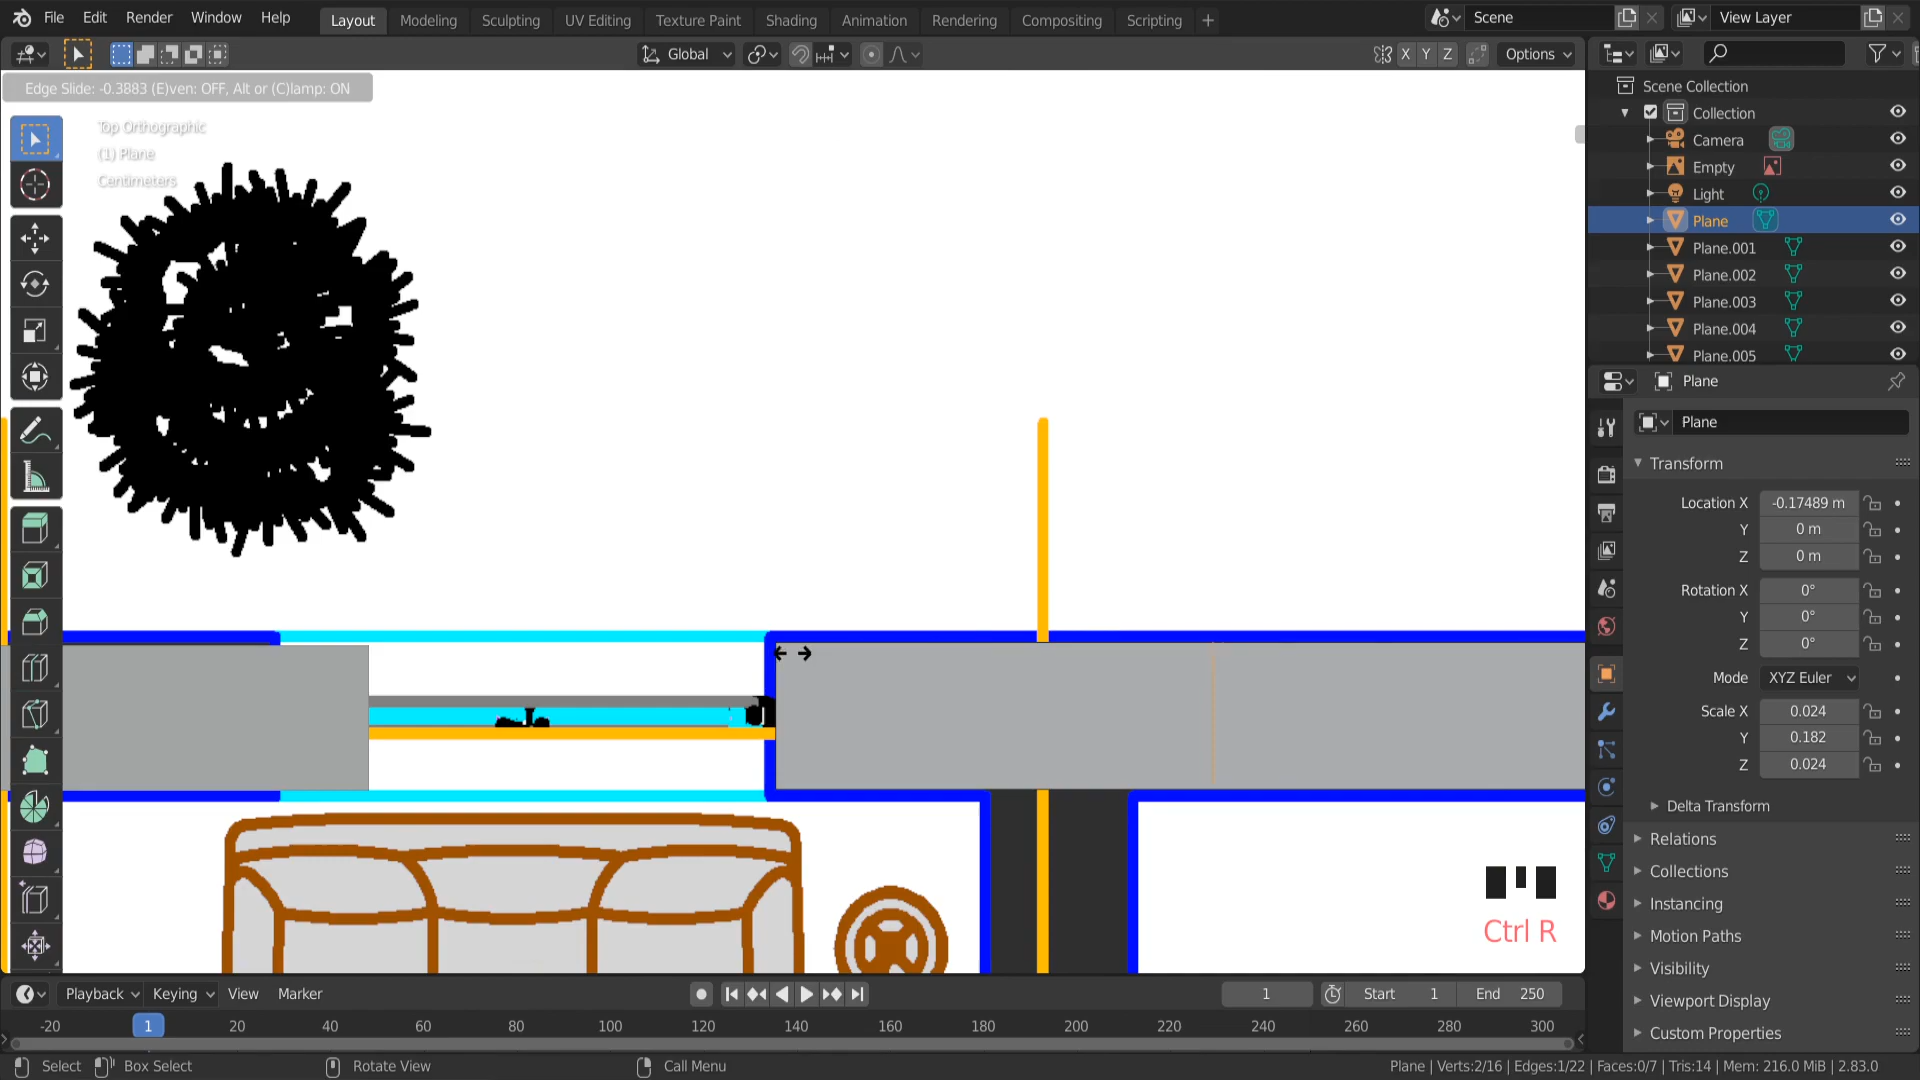 File Edit Render Window Help Layout Modeling Sculpting UV Editing Texture Paint Shading Animation Rendering Compositing Scripting + Scene View Layer
Global X Y Z Options
Edge Slide: -0.3883 (E)ven: OFF, Alt or (C)lamp: ON
Top Orthographic
(1) Plane
Centimeters
Scene Collection
Collection
Camera
Empty
Light
Plane
Plane.001
Plane.002
Plane.003
Plane.004
Plane.005
Plane
Plane
Transform
Location X -0.17489 m
Y 0 m
Z 0 m
Rotation X 0°
Y 0°
Z 0°
Mode XYZ Euler
Scale X 0.024
Y 0.182
Z 0.024
Delta Transform
Relations
Collections
Instancing
Motion Paths
Visibility
Viewport Display
Custom Properties
Ctrl R
Playback Keying View Marker 1 Start 1 End 250
-20 1 20 40 60 80 100 120 140 160 180 200 220 240 260 280 300
Select Box Select Rotate View Call Menu Plane | Verts:2/16 | Edges:1/22 | Faces:0/7 | Tris:14 | Mem: 216.0 MiB | 2.83.0